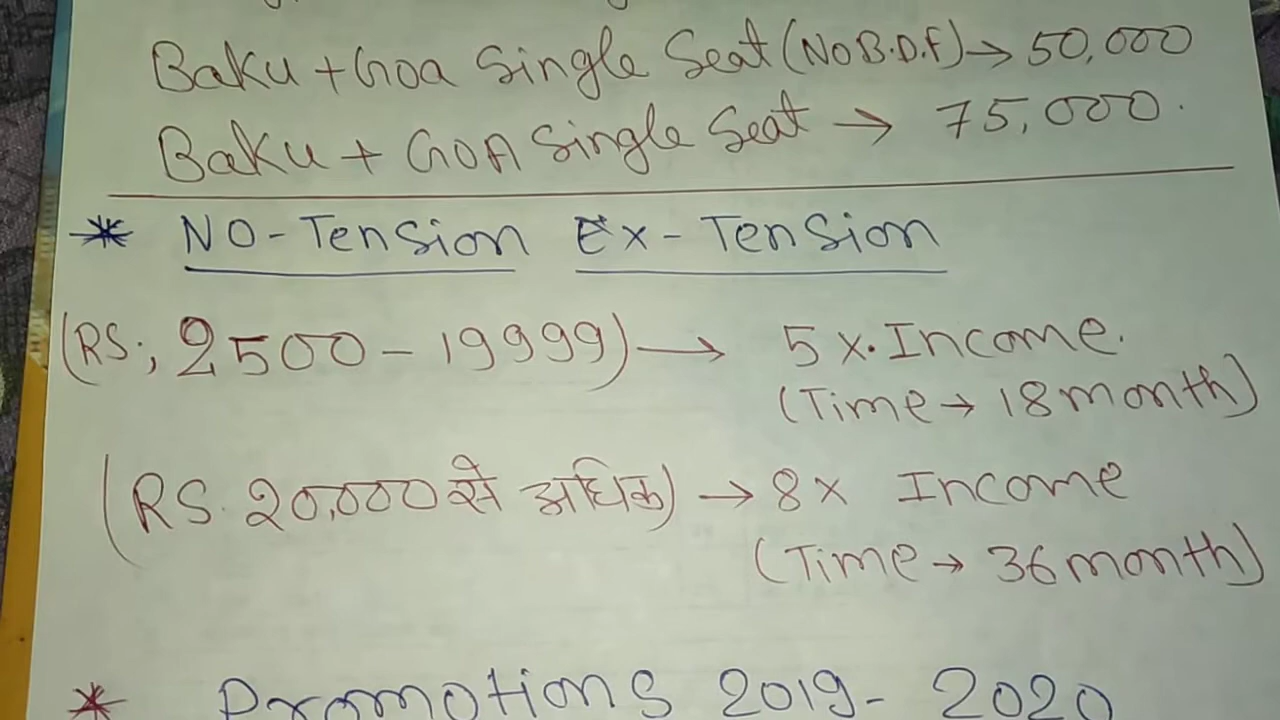 Baku + Goa Single Seat (No B.D.F) → 50,000
Baku + GOA Single Seat → 75,000.
* NO-Tension Ex-Tension
(RS:, 2500 - 19999) → 5 x. Income.
(Time → 18 month)
(RS. 20,000 से अधिक) → 8x Income
(Time → 36 month)
* Promotions 2019- 2020